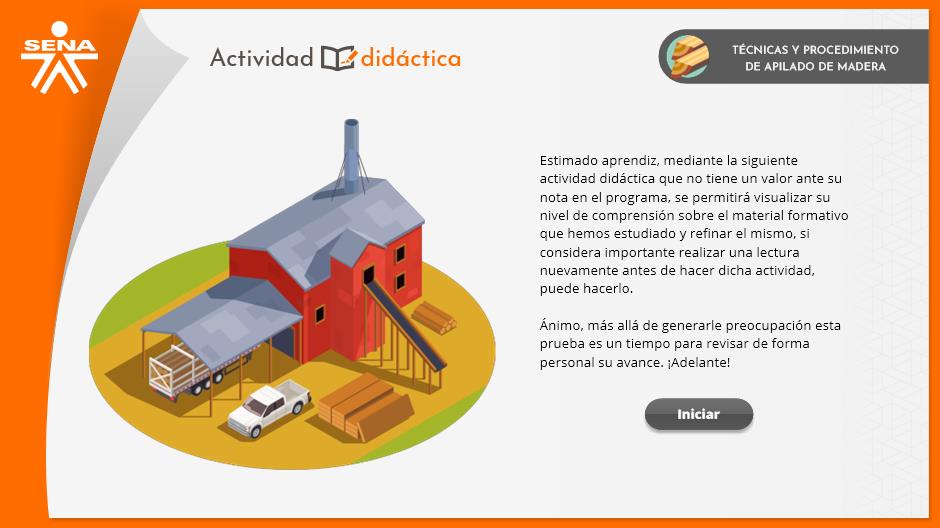 SENA
Actividad didáctica
TÉCNICAS Y PROCEDIMIENTO
DE APILADO DE MADERA
Estimado aprendiz, mediante la siguiente
actividad didáctica que no tiene un valor ante su
nota en el programa, se permitirá visualizar su
nivel de comprensión sobre el material formativo
que hemos estudiado y refinar el mismo, si
considera importante realizar una lectura
nuevamente antes de hacer dicha actividad,
puede hacerlo.
Ánimo, más allá de generarle preocupación esta
prueba es un tiempo para revisar de forma
personal su avance. ¡Adelante!
Iniciar